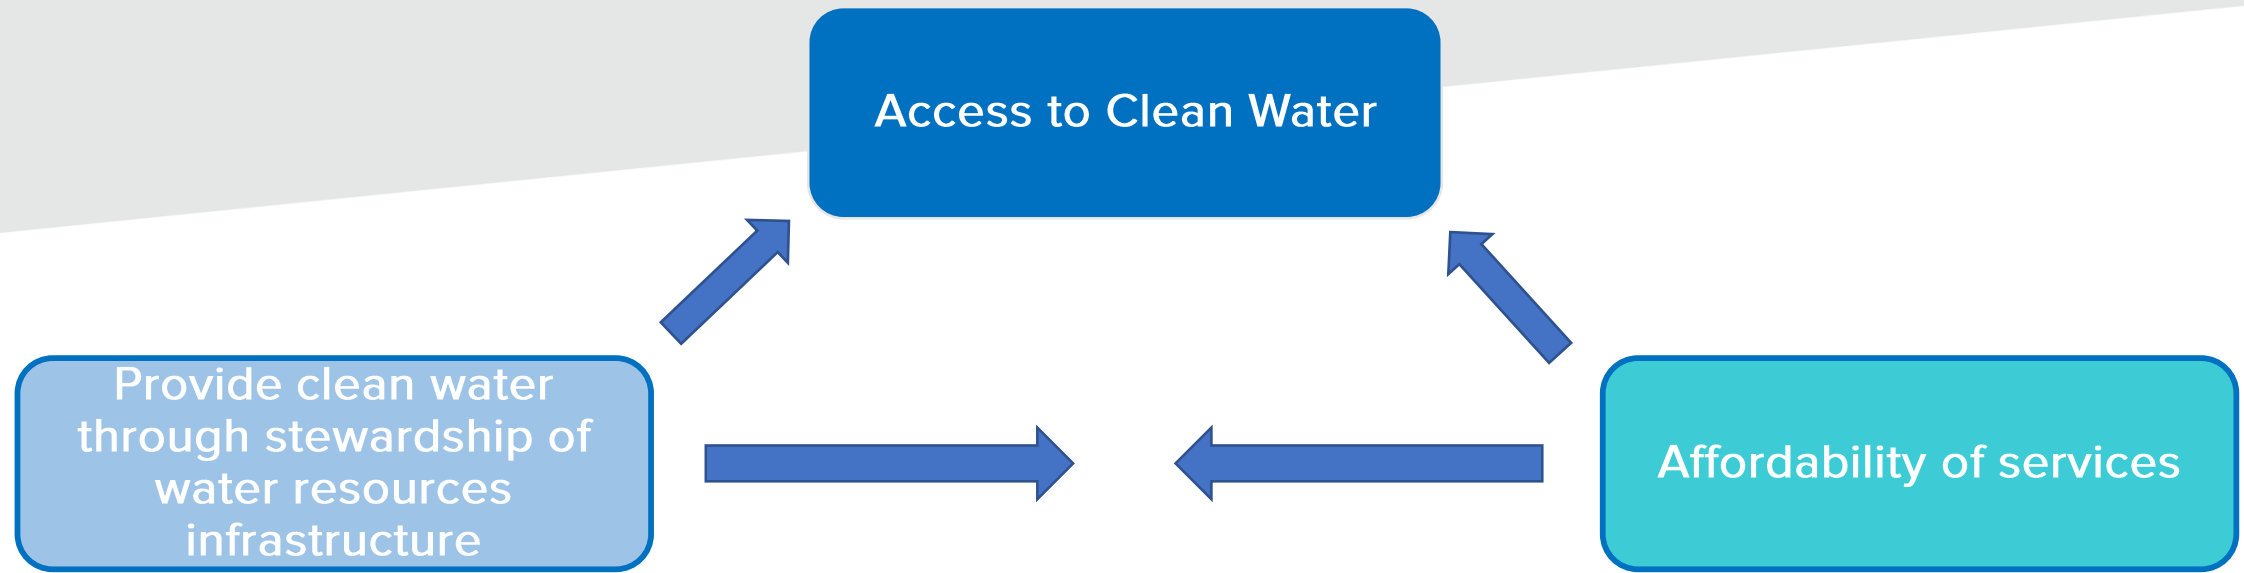 Access to Clean Water
Provide clean water
through stewardship of
water resources
infrastructure
Affordability of services